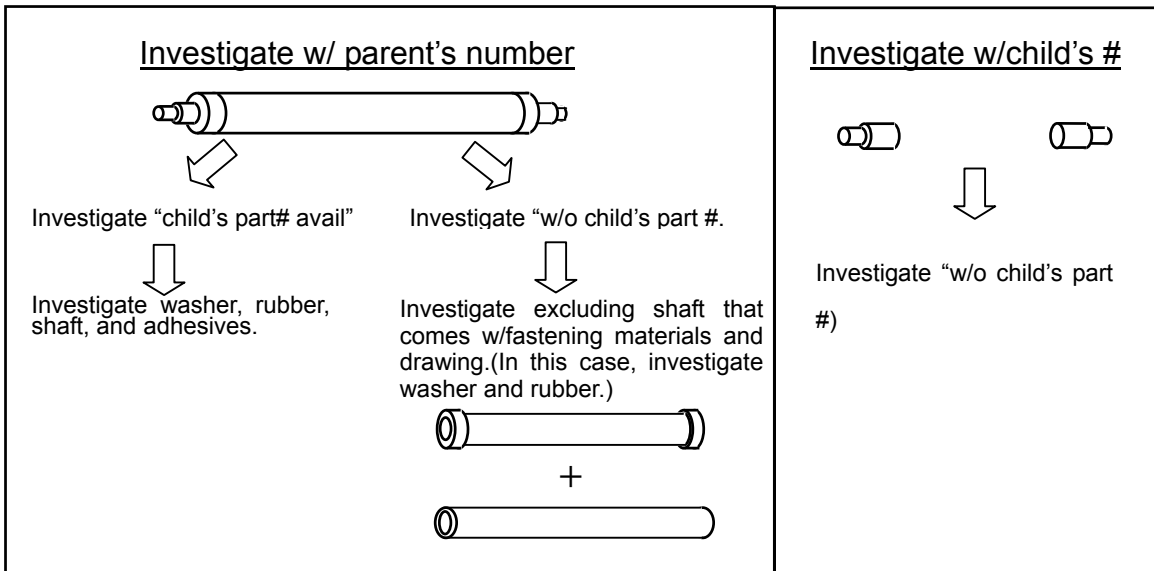 Investigate w/ parent's number
Investigate “child's part# avail”
Investigate washer, rubber,
shaft, and adhesives.
Investigate “w/o child's part #.
Investigate excluding shaft that
comes w/fastening materials and
drawing.(In this case, investigate
washer and rubber.)
+
Investigate w/child's #
Investigate “w/o child's part
#)